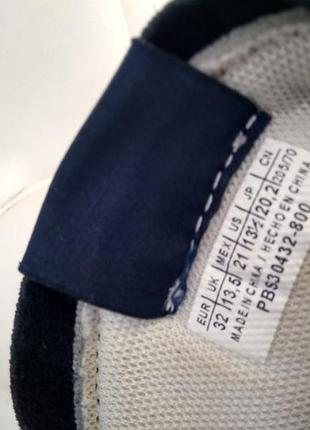 EUR | UK | MEX | US | JP | CN
32 | 13,5 | 21 | 13½ | 20,2 | 205/70
MADE IN CHINA / HECHO EN CHINA
PBS30432-800